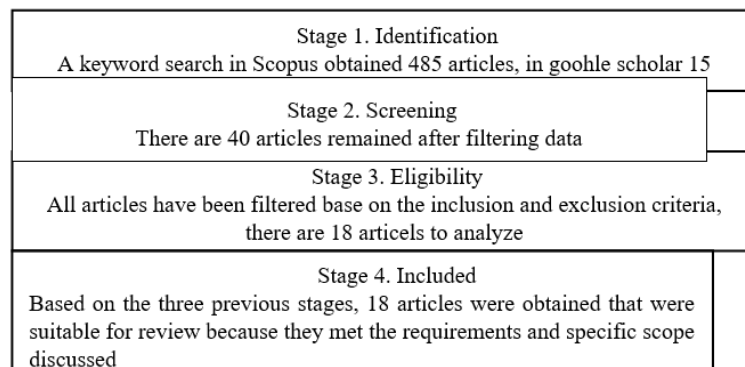 Stage 1. Identification
A keyword search in Scopus obtained 485 articles, in goohle scholar 15
Stage 2. Screening
There are 40 articles remained after filtering data
Stage 3. Eligibility
All articles have been filtered base on the inclusion and exclusion criteria,
there are 18 articels to analyze
Stage 4. Included
Based on the three previous stages, 18 articles were obtained that were
suitable for review because they met the requirements and specific scope
discussed